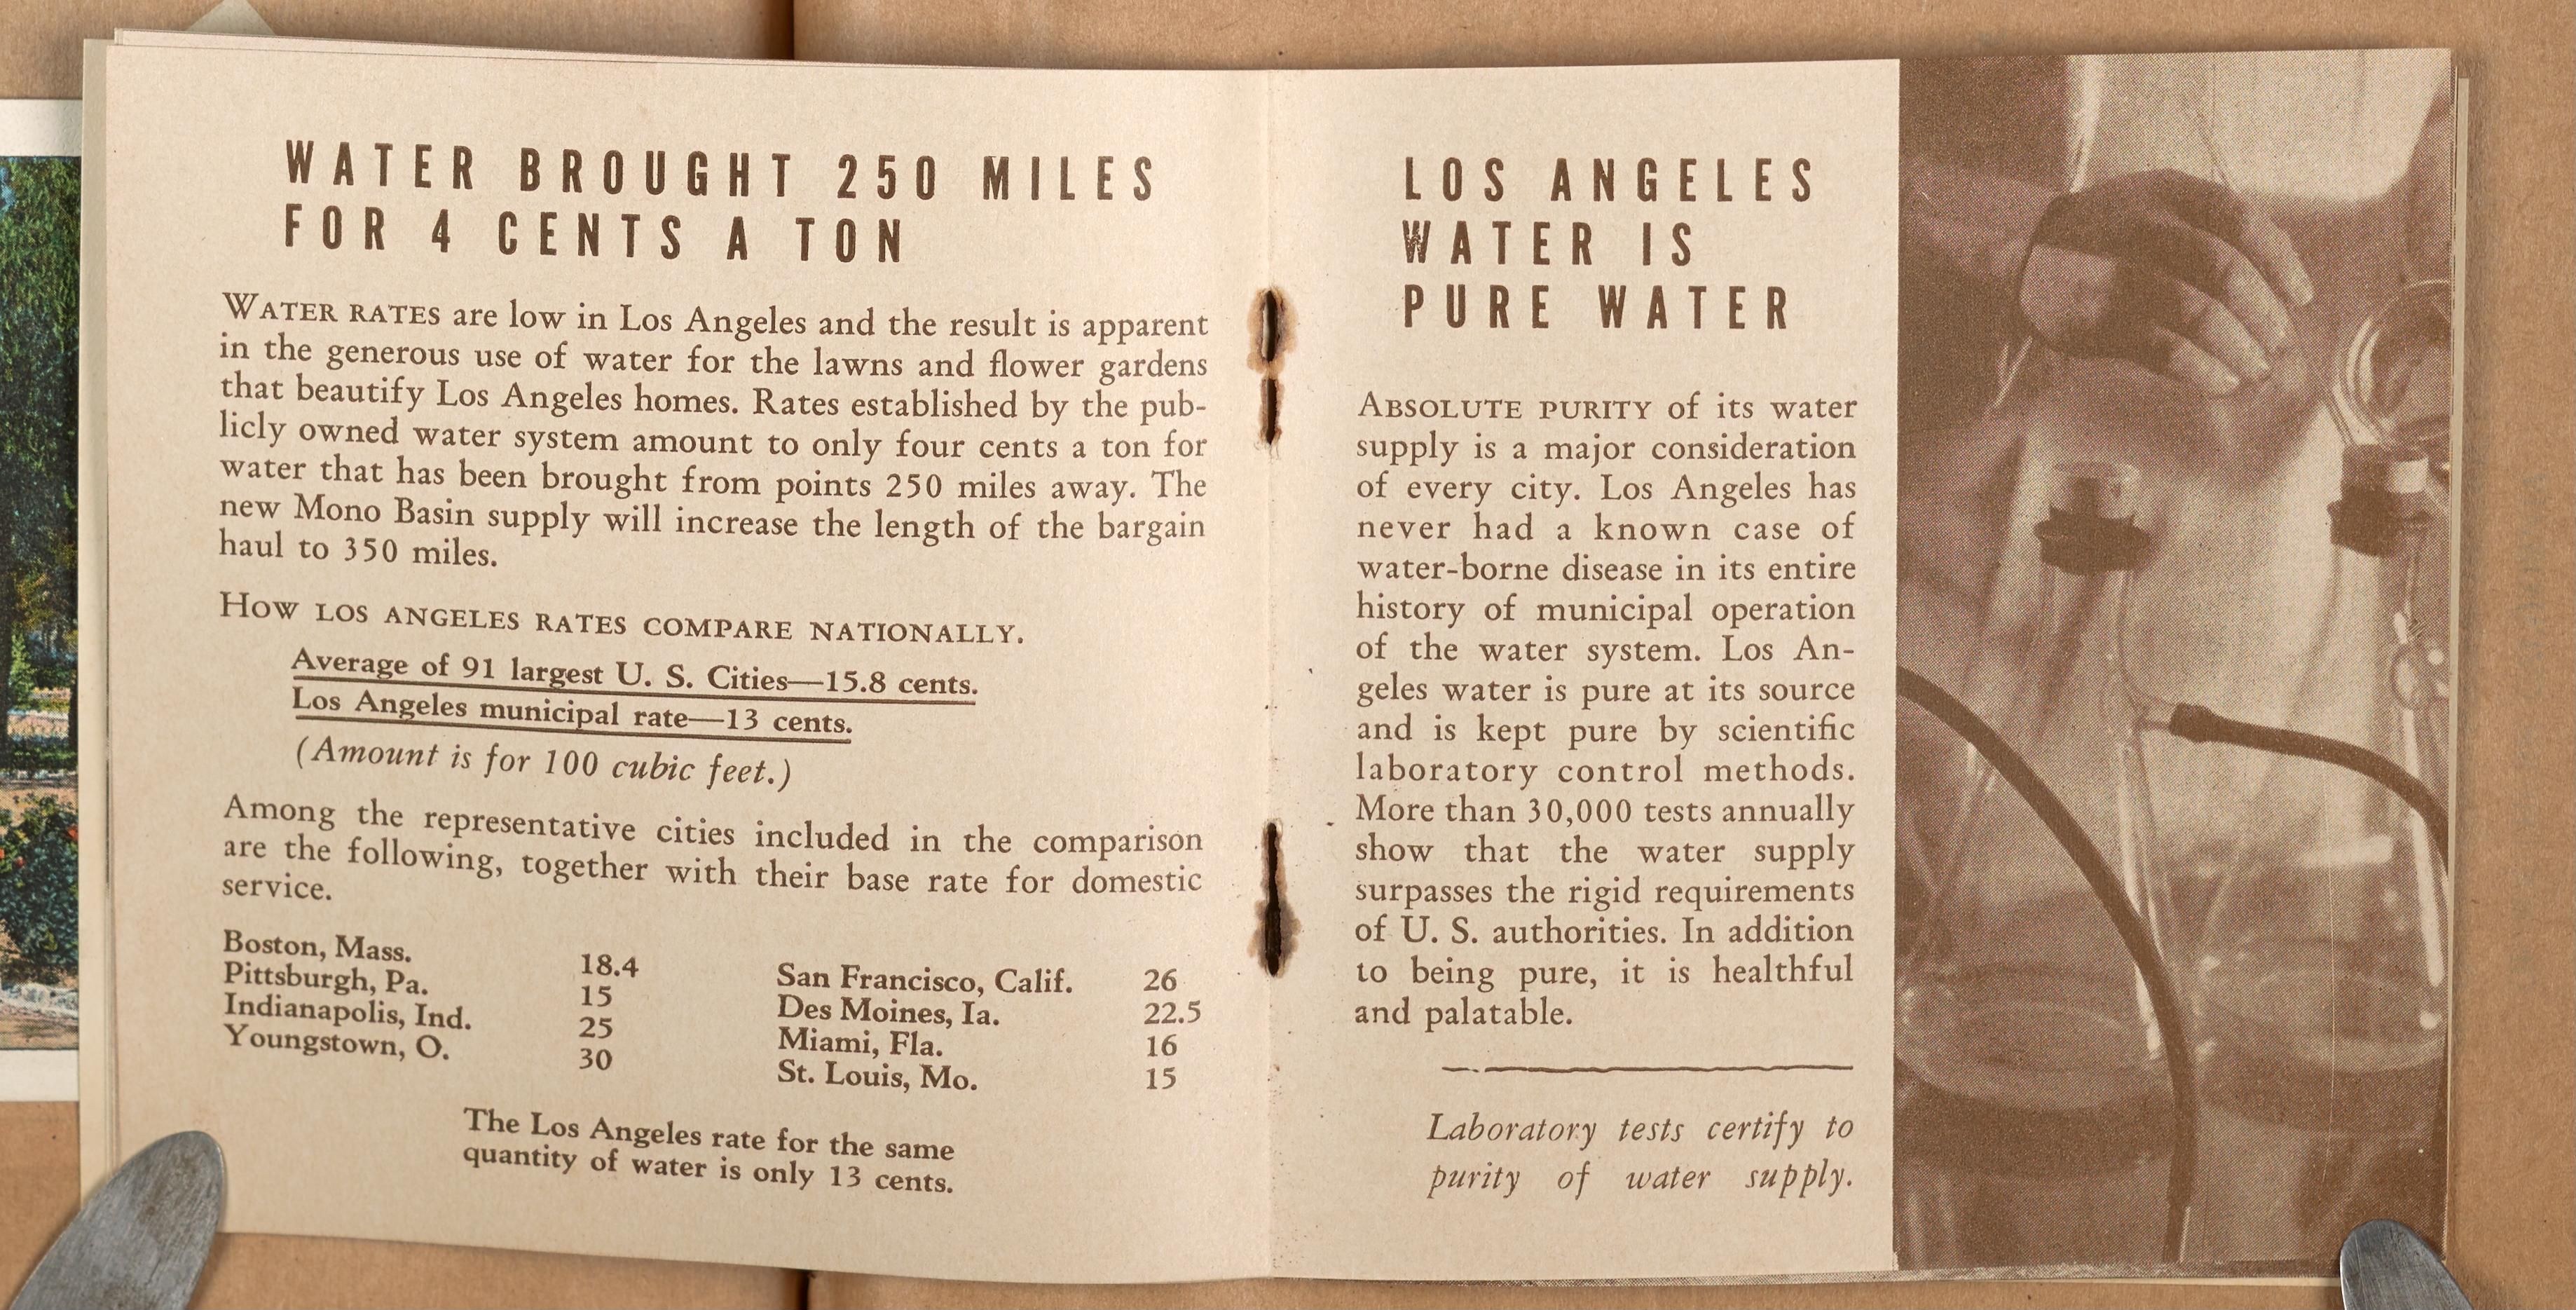 WATER BROUGHT 250 MILES
FOR 4 CENTS A TON
WATER RATES are low in Los Angeles and the result is apparent
in the generous use of water for the lawns and flower gardens
that beautify Los Angeles homes. Rates established by the pub-
licly owned water system amount to only four cents a ton for
water that has been brought from points 250 miles away. The
new Mono Basin supply will increase the length of the bargain
haul to 350 miles.
HOW LOS ANGELES RATES COMPARE NATIONALLY.
Average of 91 largest U. S. Cities—15.8 cents.
Los Angeles municipal rate—13 cents.
(Amount is for 100 cubic feet.)
Among the representative cities included in the comparison
are the following, together with their base rate for domestic
service.
Boston, Mass. 18.4
Pittsburgh, Pa. 15
Indianapolis, Ind. 25
Youngstown, O. 30
San Francisco, Calif. 26
Des Moines, Ia. 22.5
Miami, Fla. 16
St. Louis, Mo. 15
The Los Angeles rate for the same
quantity of water is only 13 cents.
LOS ANGELES
WATER IS
PURE WATER
ABSOLUTE PURITY of its water
supply is a major consideration
of every city. Los Angeles has
never had a known case of
water-borne disease in its entire
history of municipal operation
of the water system. Los An-
geles water is pure at its source
and is kept pure by scientific
laboratory control methods.
More than 30,000 tests annually
show that the water supply
surpasses the rigid requirements
of U. S. authorities. In addition
to being pure, it is healthful
and palatable.
Laboratory tests certify to
purity of water supply.